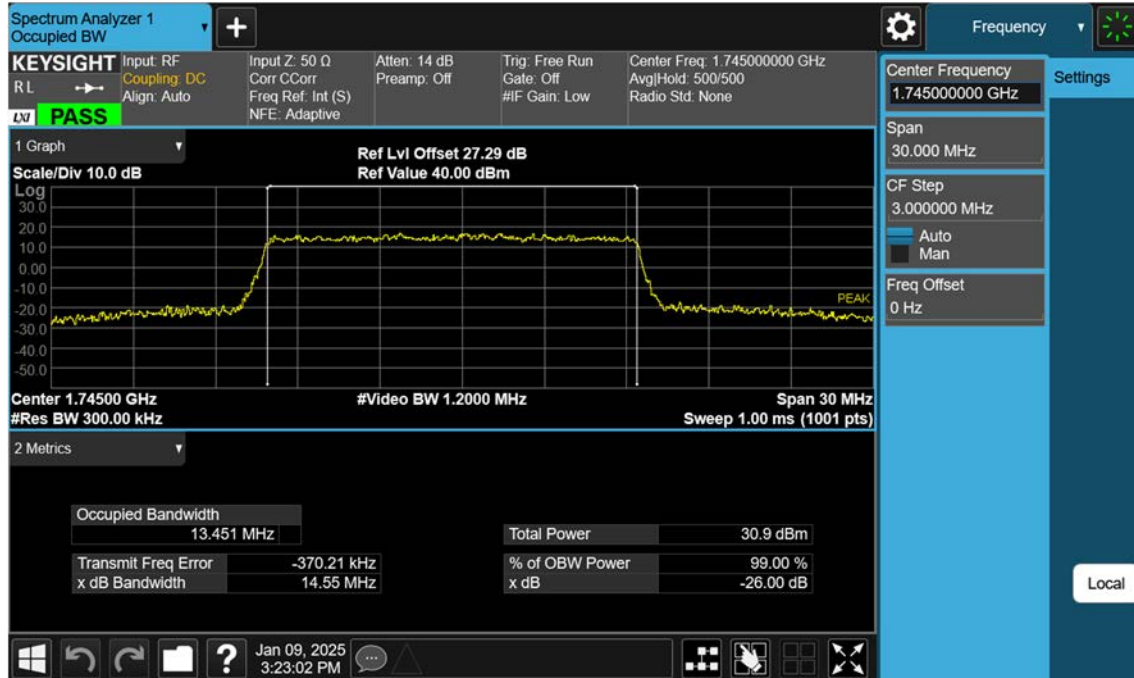 Spectrum Analyzer 1
Occupied BW
+
Frequency
KEYSIGHT
RL
LXI
PASS
Input: RF
Coupling: DC
Align: Auto
Input Z: 50 Ω
Corr CCorr
Freq Ref: Int (S)
NFE: Adaptive
Atten: 14 dB
Preamp: Off
Trig: Free Run
Gate: Off
#IF Gain: Low
Center Freq: 1.745000000 GHz
Avg|Hold: 500/500
Radio Std: None
Center Frequency
1.745000000 GHz
Settings
Span
30.000 MHz
CF Step
3.000000 MHz
Auto
Man
Freq Offset
0 Hz
Local
1 Graph
Scale/Div 10.0 dB
Ref Lvl Offset 27.29 dB
Ref Value 40.00 dBm
Log
30.0
20.0
10.0
0.00
-10.0
-20.0
-30.0
-40.0
-50.0
PEAK
Center 1.74500 GHz
#Video BW 1.2000 MHz
Span 30 MHz
#Res BW 300.00 kHz
Sweep 1.00 ms (1001 pts)
2 Metrics
Occupied Bandwidth
13.451 MHz
Total Power 30.9 dBm
Transmit Freq Error -370.21 kHz
% of OBW Power 99.00 %
x dB Bandwidth 14.55 MHz
x dB -26.00 dB
?
Jan 09, 2025
3:23:02 PM